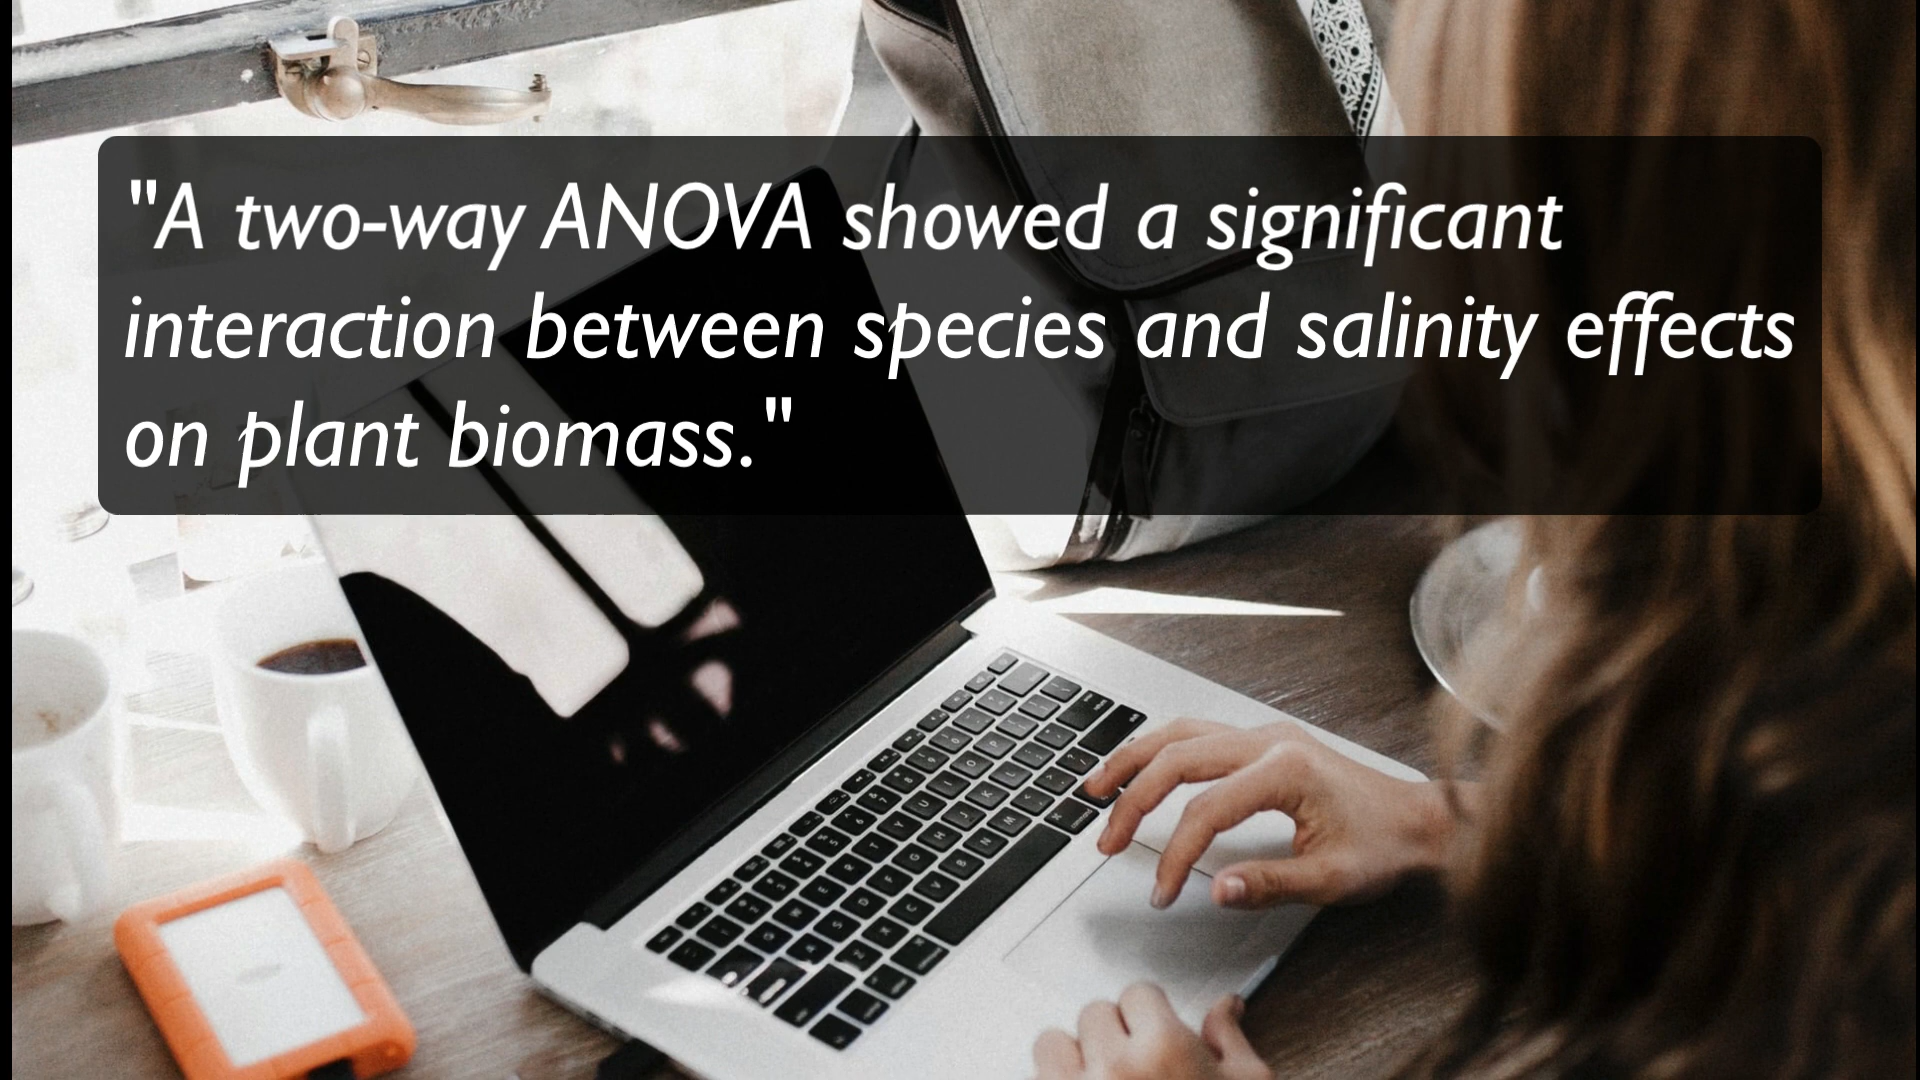 "A two-way ANOVA showed a significant
interaction between species and salinity effects
on plant biomass."